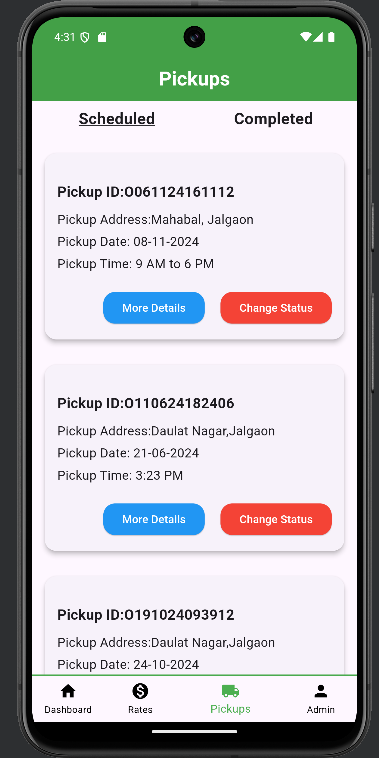 4:31
Pickups
Scheduled Completed
Pickup ID:O061124161112
Pickup Address:Mahabal, Jalgaon
Pickup Date: 08-11-2024
Pickup Time: 9 AM to 6 PM
More Details Change Status
Pickup ID:O110624182406
Pickup Address:Daulat Nagar,Jalgaon
Pickup Date: 21-06-2024
Pickup Time: 3:23 PM
More Details Change Status
Pickup ID:O191024093912
Pickup Address:Daulat Nagar,Jalgaon
Pickup Date: 24-10-2024
Dashboard Rates Pickups Admin